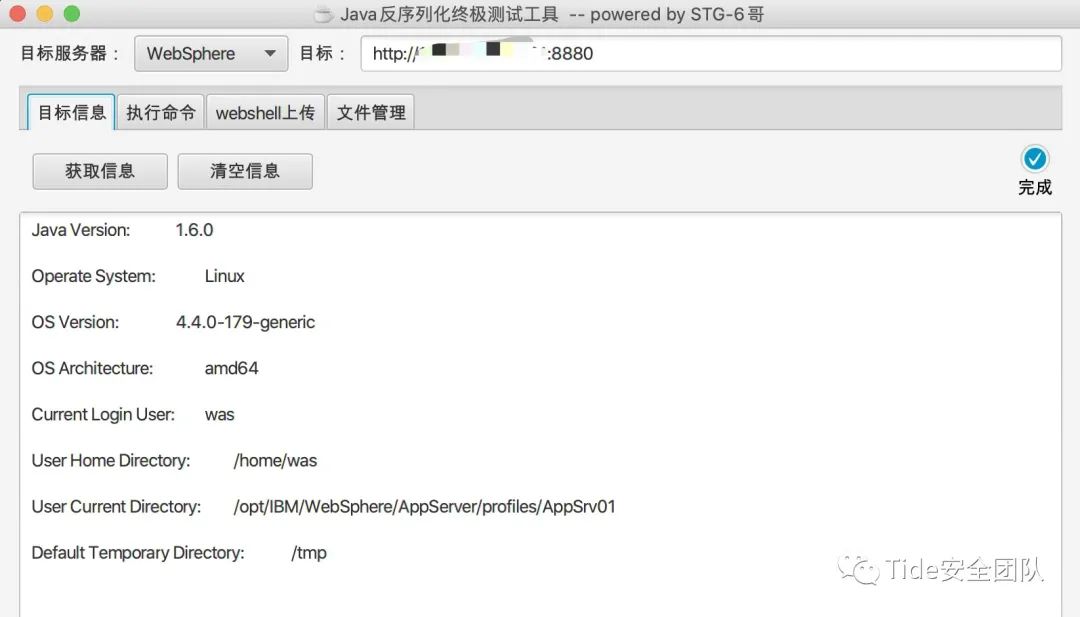 Java反序列化终极测试工具 -- powered by STG-6哥
目标服务器： WebSphere 目标： http:// :8880
目标信息 执行命令 webshell上传 文件管理
获取信息 清空信息
完成
Java Version: 1.6.0
Operate System: Linux
OS Version: 4.4.0-179-generic
OS Architecture: amd64
Current Login User: was
User Home Directory: /home/was
User Current Directory: /opt/IBM/WebSphere/AppServer/profiles/AppSrv01
Default Temporary Directory: /tmp
Tide安全团队